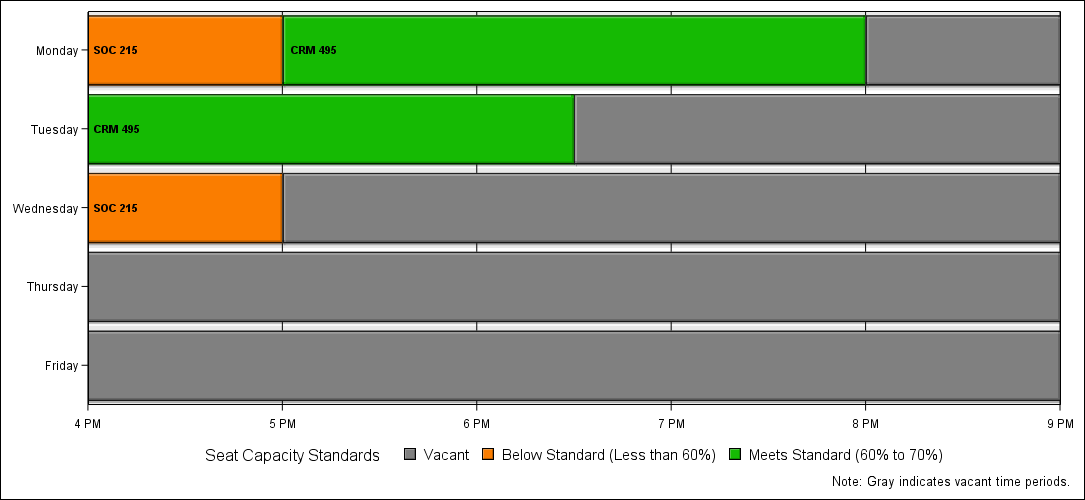 Monday
SOC 215
CRM 495
Tuesday
CRM 495
Wednesday
SOC 215
Thursday
Friday
4 PM 5 PM 6 PM 7 PM 8 PM 9 PM
Seat Capacity Standards Vacant Below Standard (Less than 60%) Meets Standard (60% to 70%)
Note: Gray indicates vacant time periods.